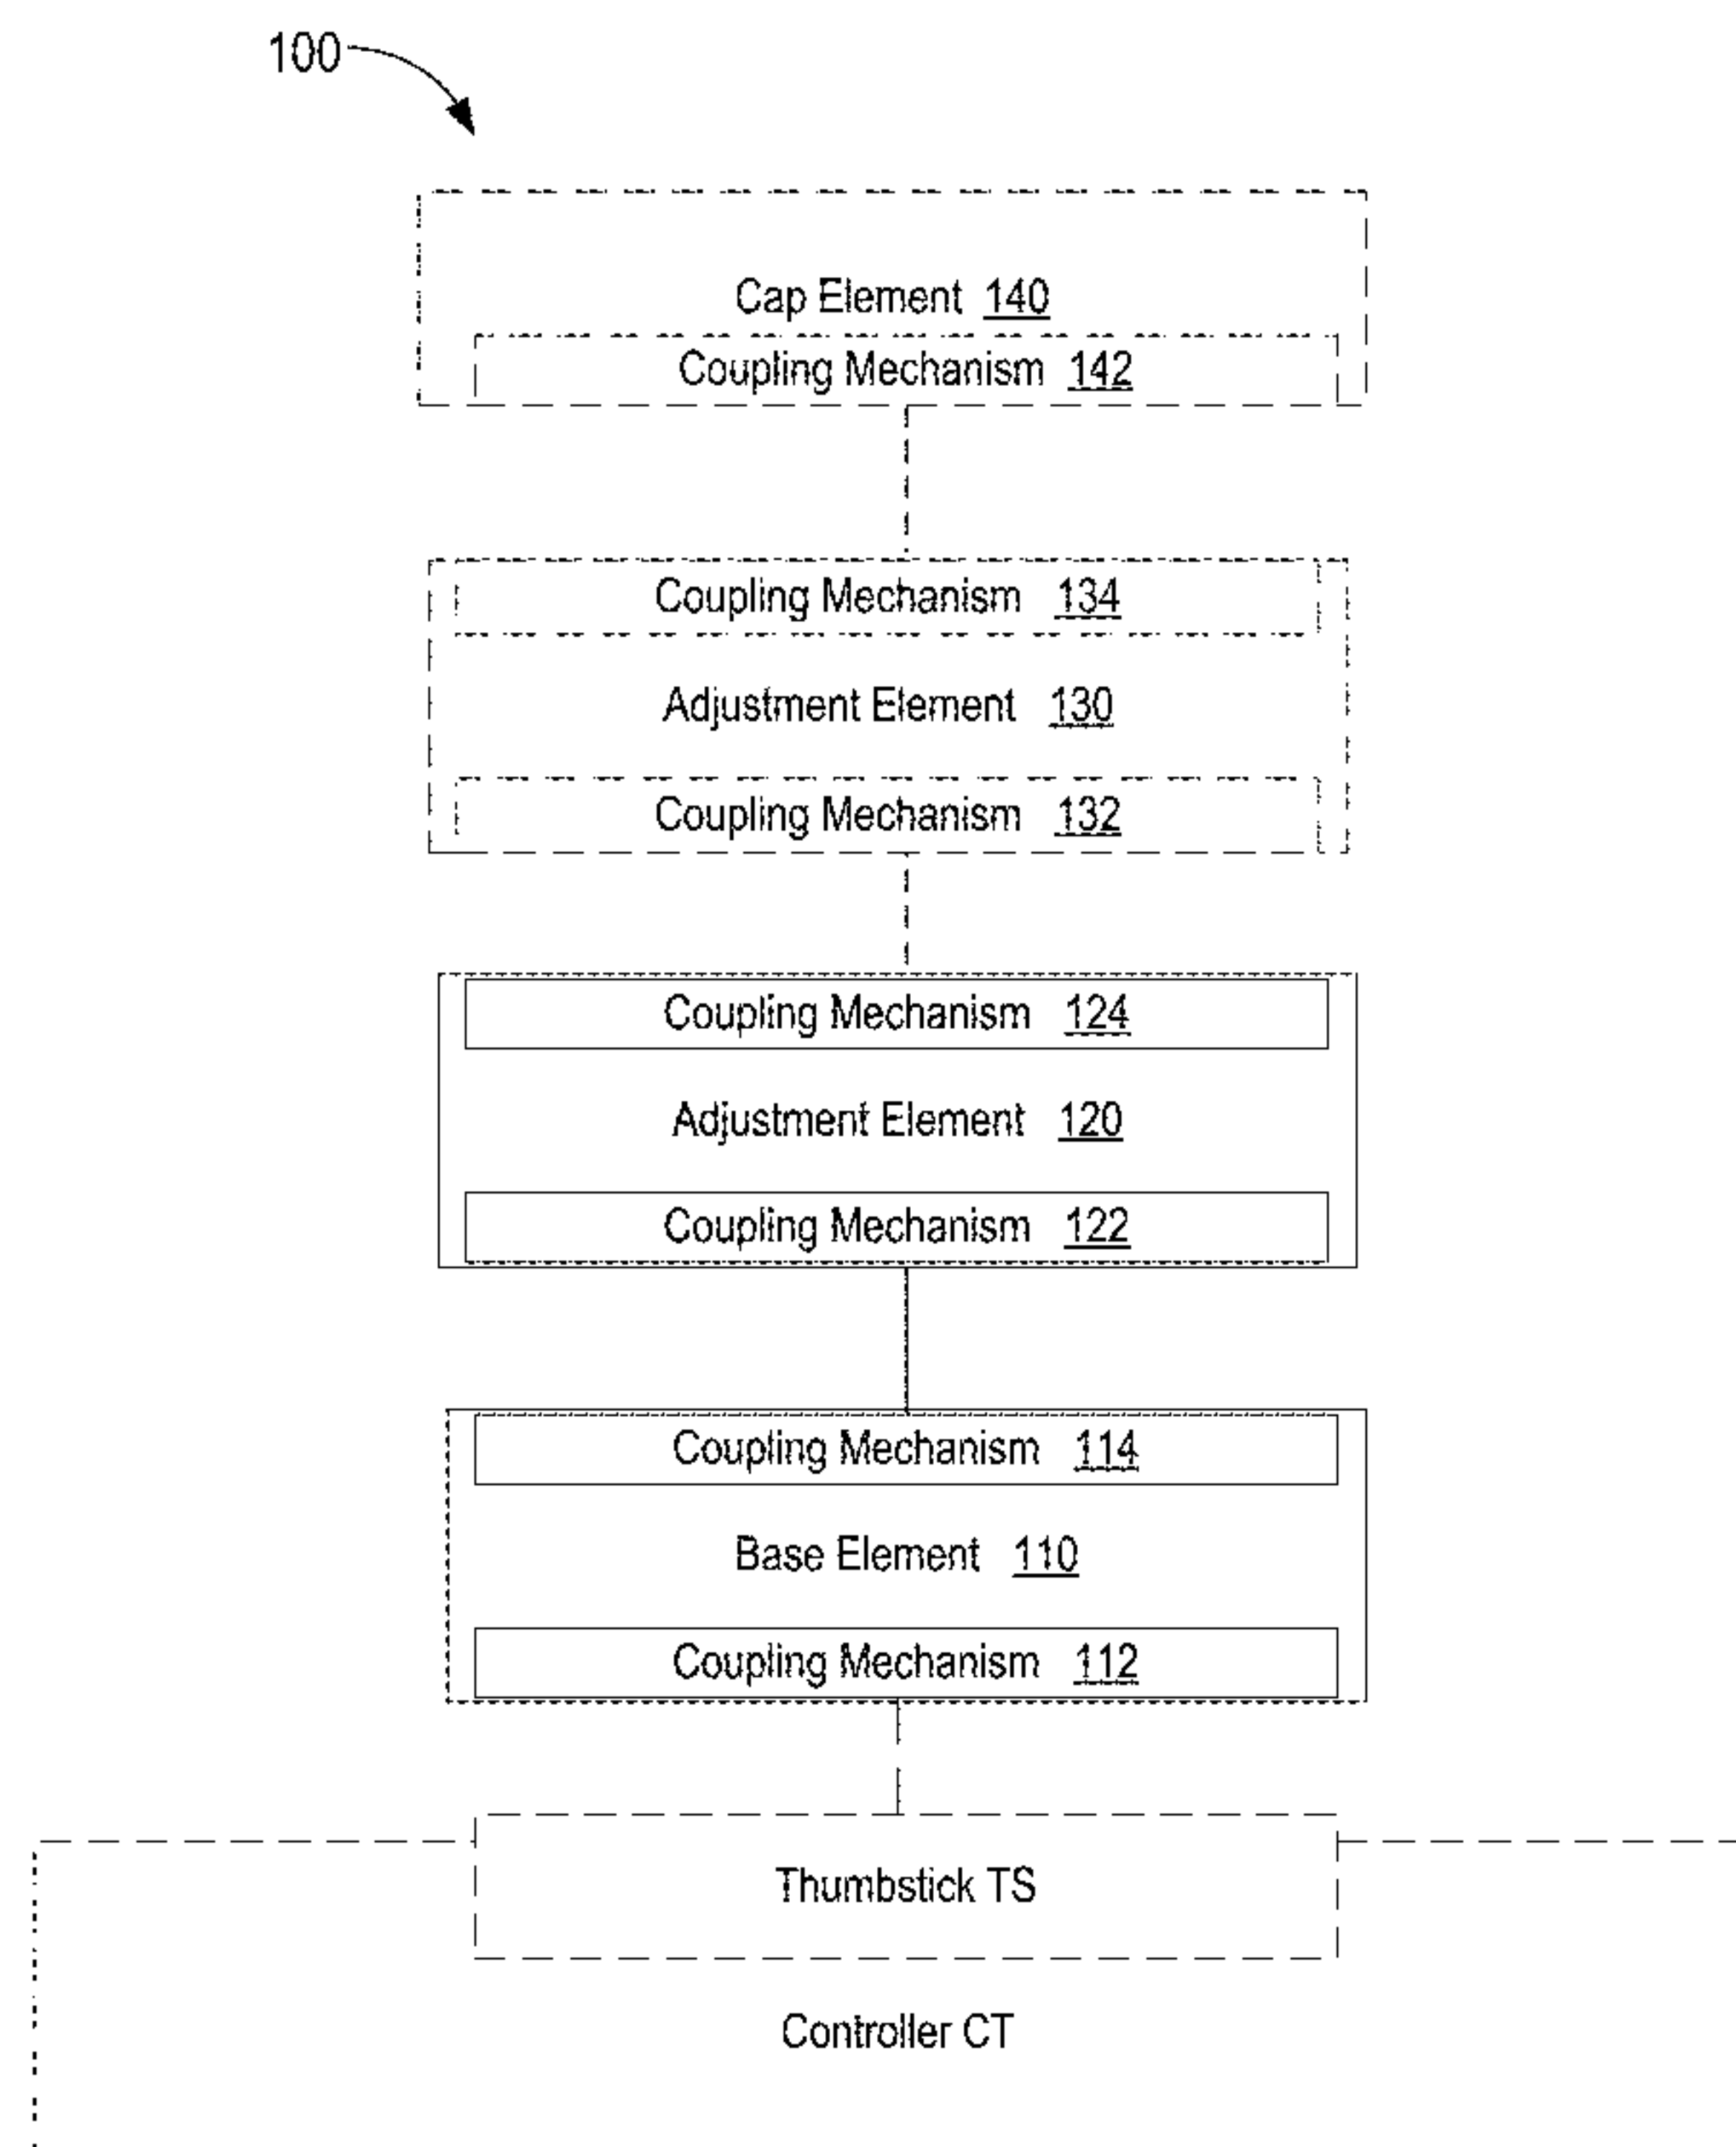 100
Cap Element 140
Coupling Mechanism 142
Coupling Mechanism 134
Adjustment Element 130
Coupling Mechanism 132
Coupling Mechanism 124
Adjustment Element 120
Coupling Mechanism 122
Coupling Mechanism 114
Base Element 110
Coupling Mechanism 112
Thumbstick TS
Controller CT